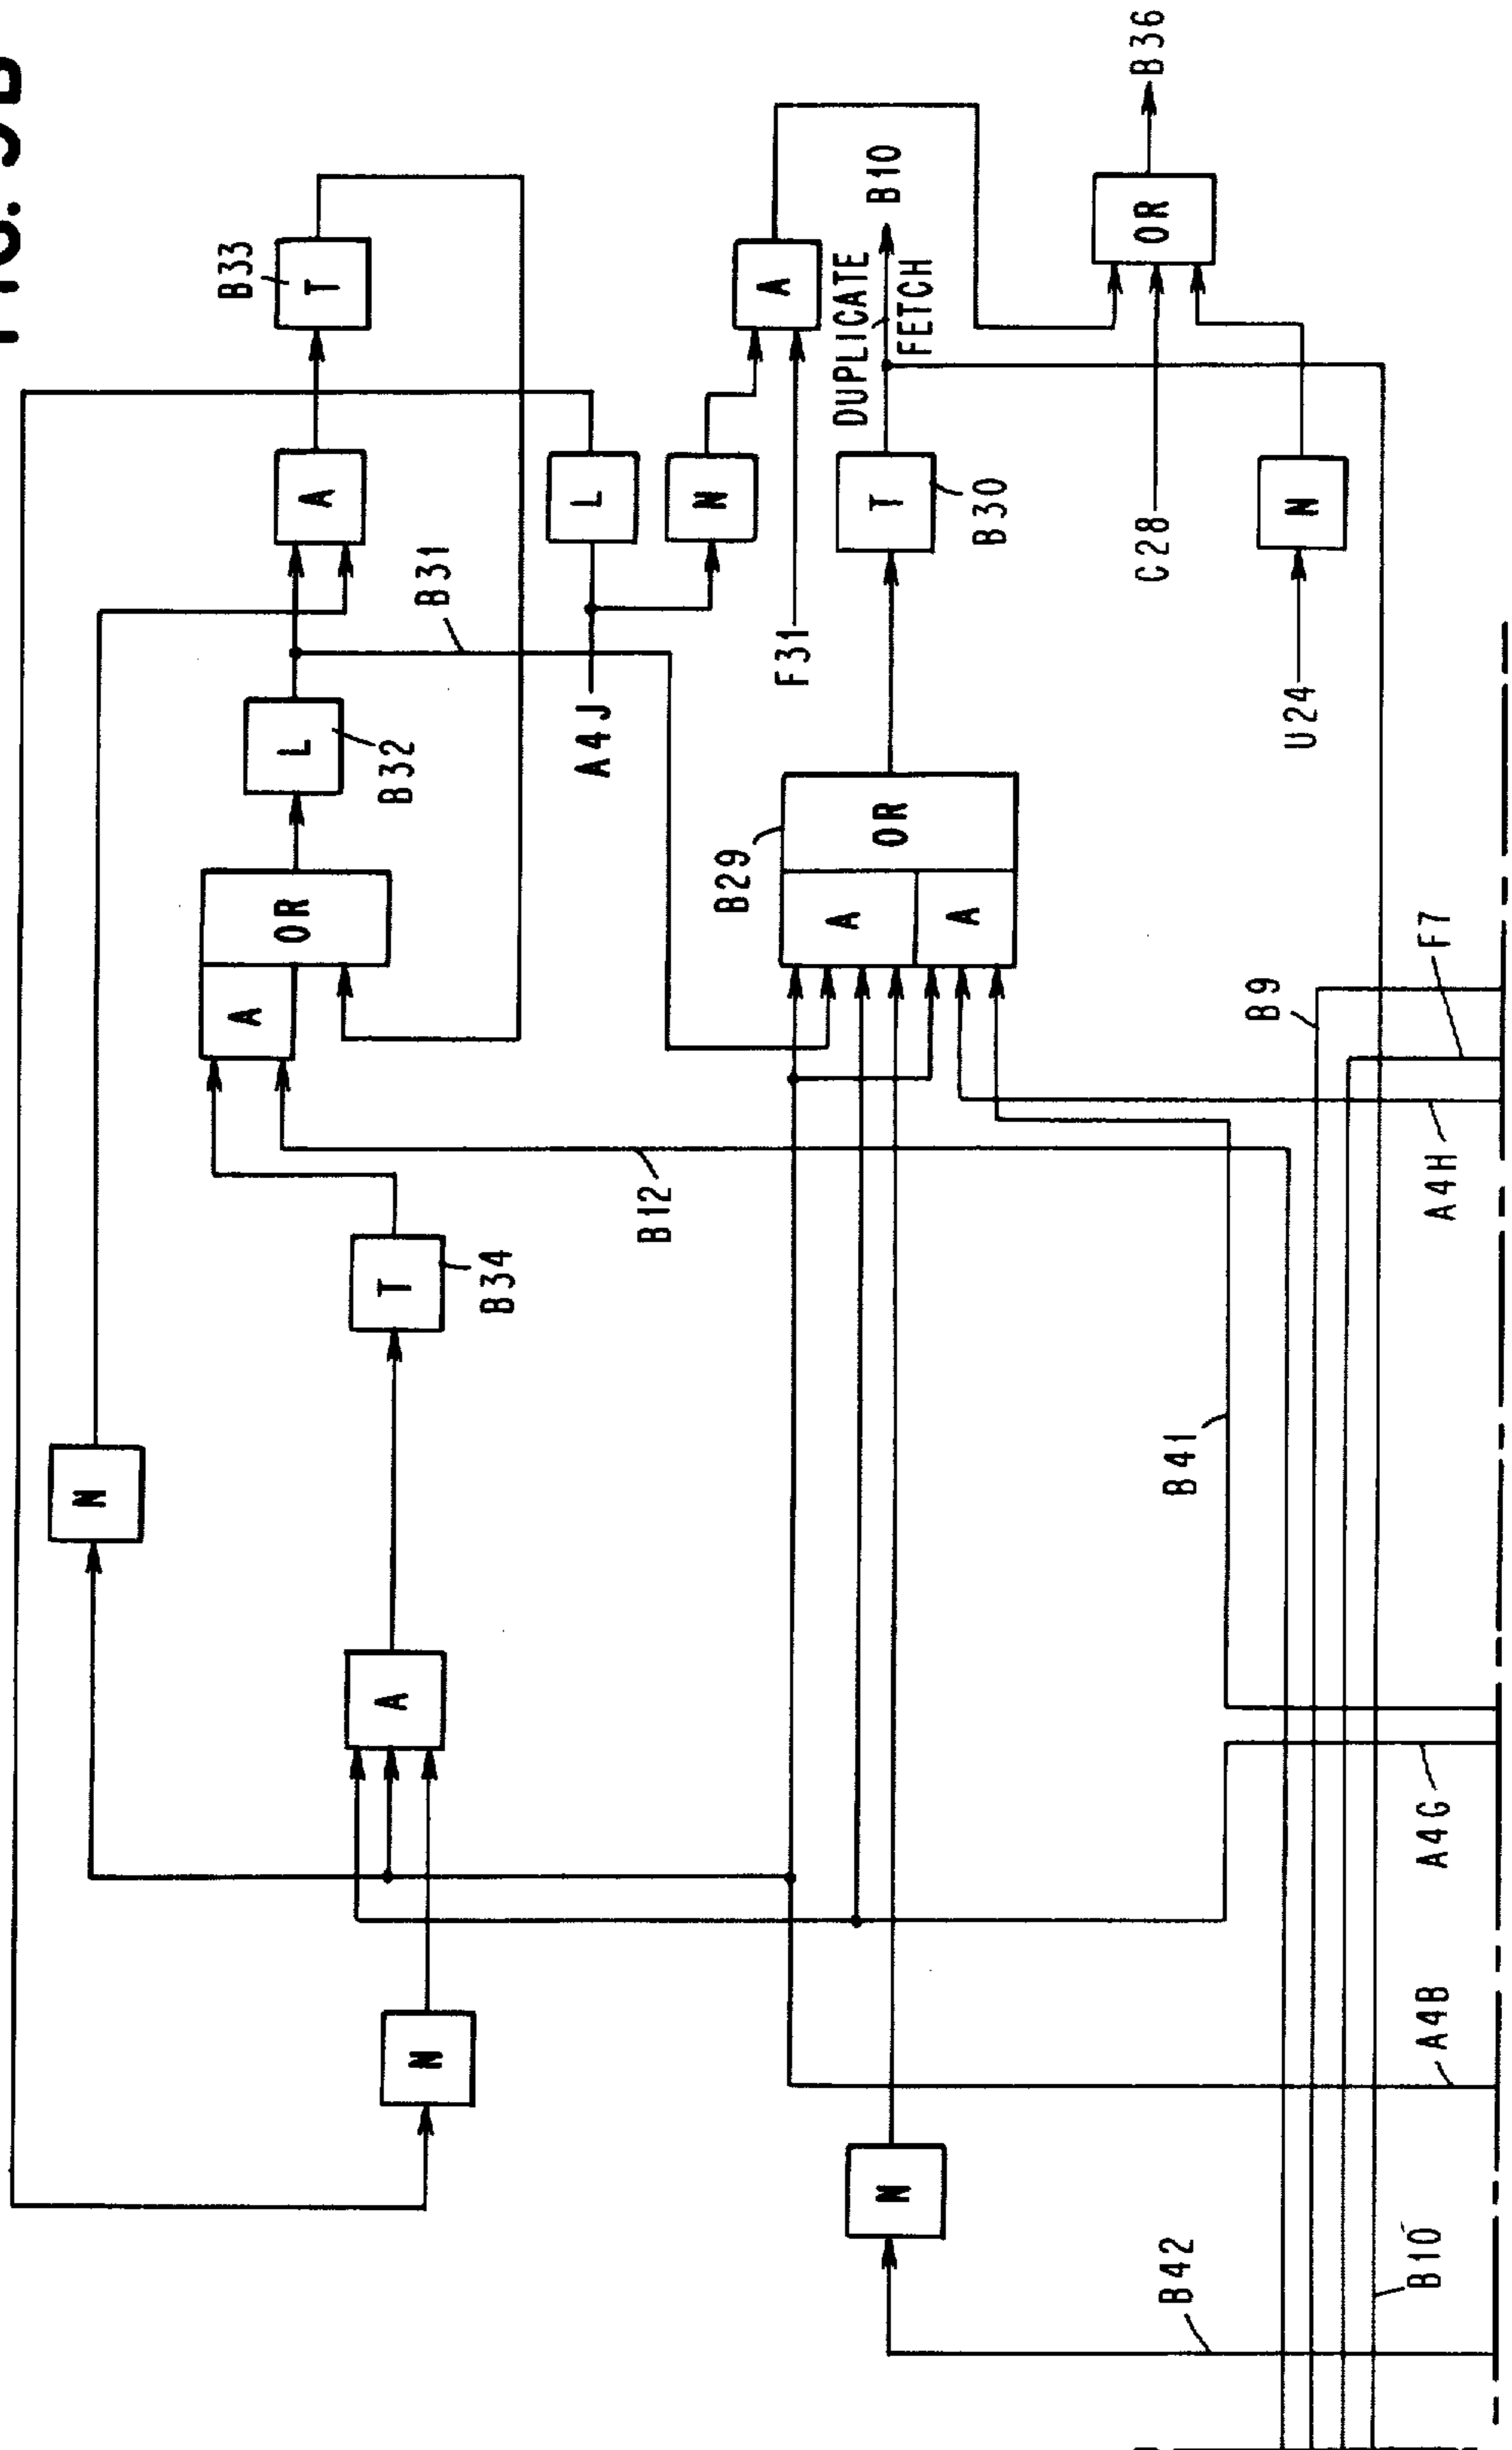 N
B33
A OR L A T
B32
A T
N
B31
B34
A4J L
B12
N
B29
A
F31
A
DUPLICATE
FETCH
N OR T B10
A
B30
C28 OR B36
B42 B41
B9
U24 N
F7
A4H
B10 A4B A4G